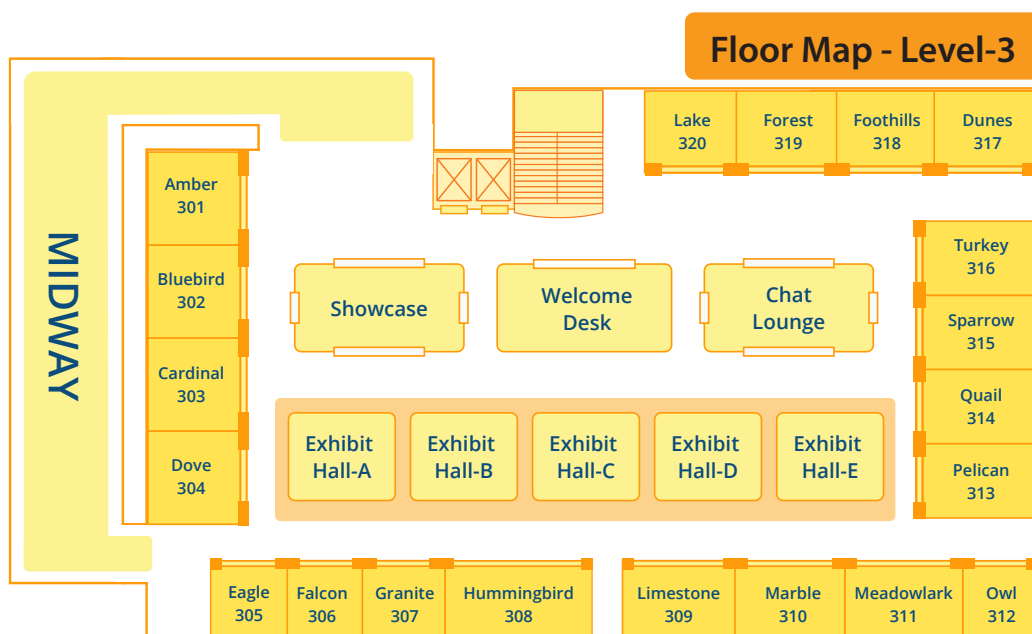 Floor Map - Level-3
Lake
320
Forest
319
Foothills
318
Dunes
317
MIDWAY
Amber
301
Bluebird
302
Cardinal
303
Dove
304
Showcase
Welcome
Desk
Chat
Lounge
Turkey
316
Sparrow
315
Quail
314
Pelican
313
Exhibit
Hall-A
Exhibit
Hall-B
Exhibit
Hall-C
Exhibit
Hall-D
Exhibit
Hall-E
Eagle
305
Falcon
306
Granite
307
Hummingbird
308
Limestone
309
Marble
310
Meadowlark
311
Owl
312